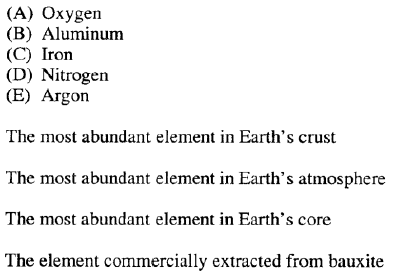 (A) Oxygen
(B) Aluminum
(C) Iron
(D) Nitrogen
(E) Argon
The most abundant element in Earth's crust
The most abundant element in Earth's atmosphere
The most abundant element in Earth's core
The element commercially extracted from bauxite